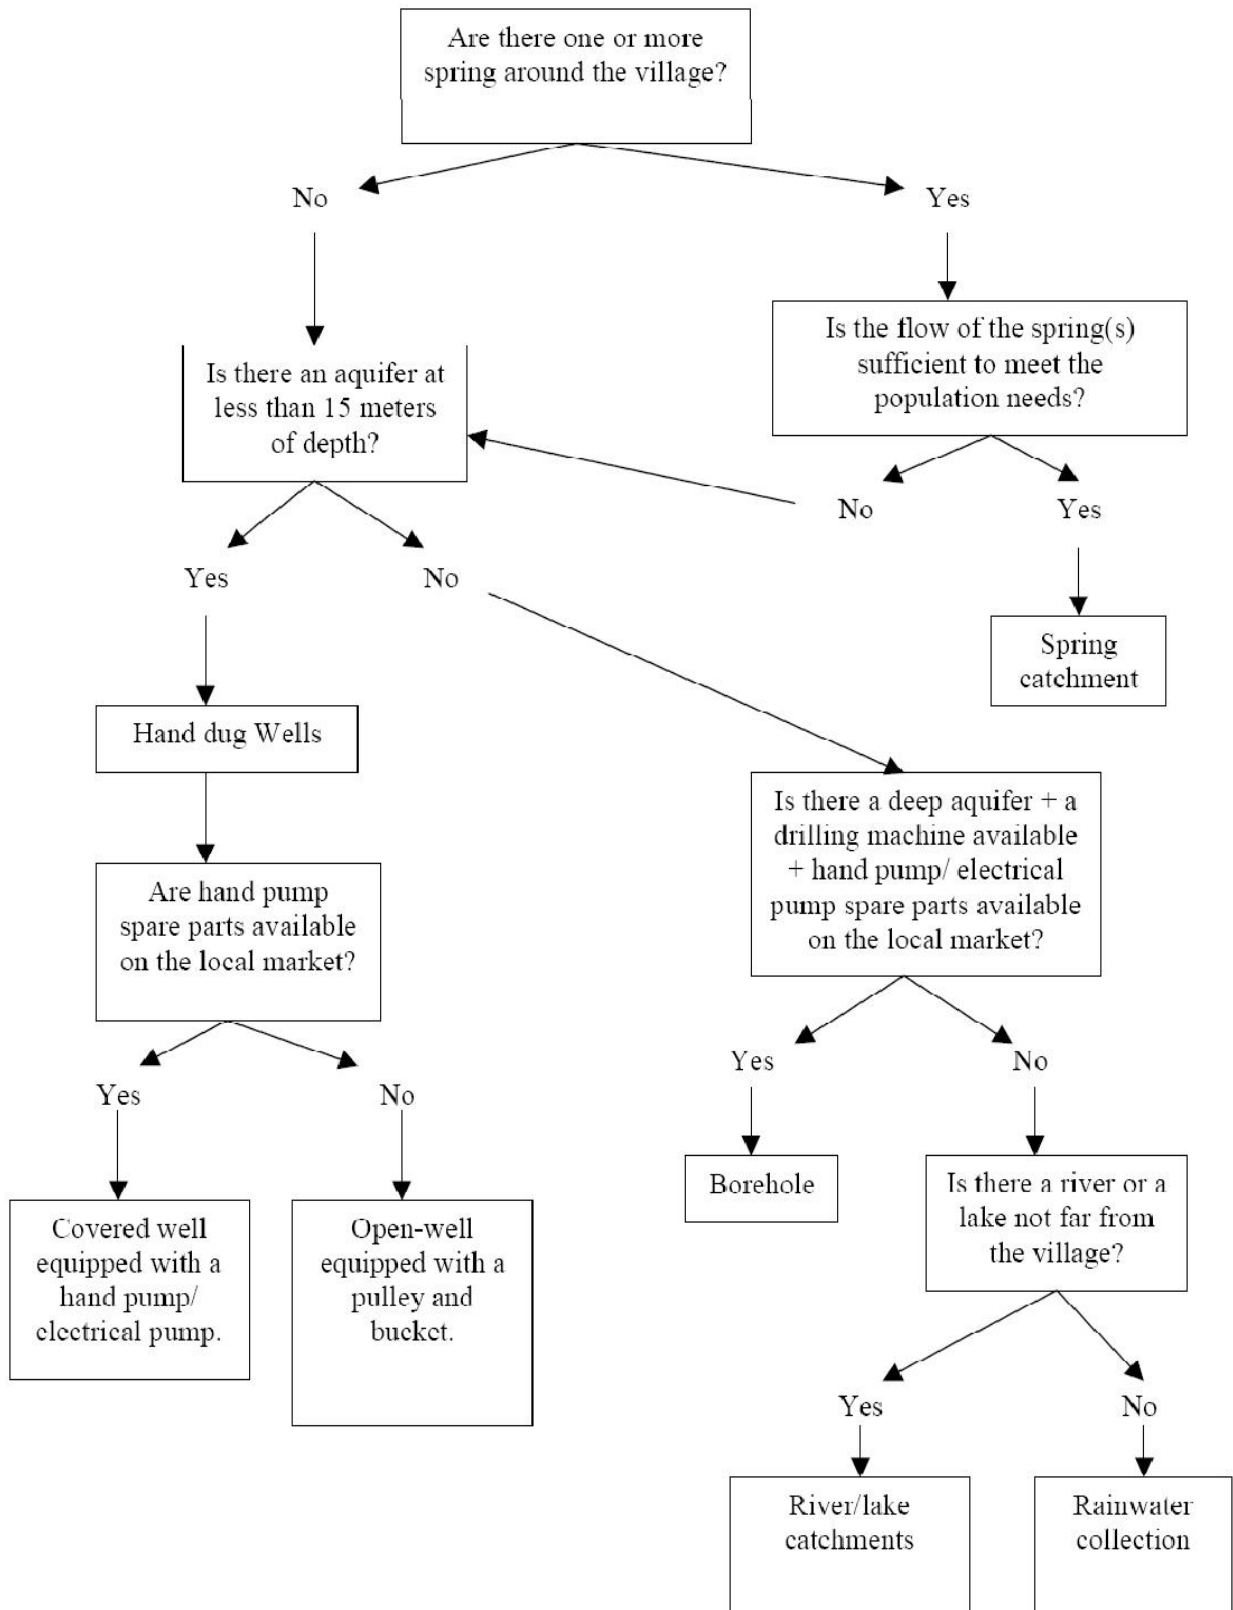 Are there one or more
spring around the village?
No
Yes
Is the flow of the spring(s)
sufficient to meet the
population needs?
Is there an aquifer at
less than 15 meters
of depth?
No
Yes
Yes
No
Spring
catchment
Hand dug Wells
Is there a deep aquifer + a
drilling machine available
+ hand pump/ electrical
pump spare parts available
on the local market?
Are hand pump
spare parts available
on the local market?
Yes
No
Yes
No
Borehole
Is there a river or a
lake not far from
the village?
Covered well
equipped with a
hand pump/
electrical pump.
Open-well
equipped with a
pulley and
bucket.
Yes
No
River/lake
catchments
Rainwater
collection